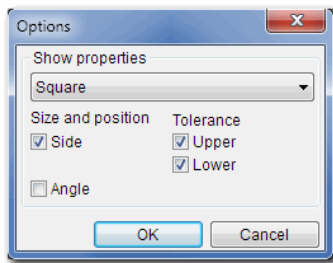 Options
Show properties
Square
Size and position Tolerance
Side Upper
Lower
Angle
OK Cancel